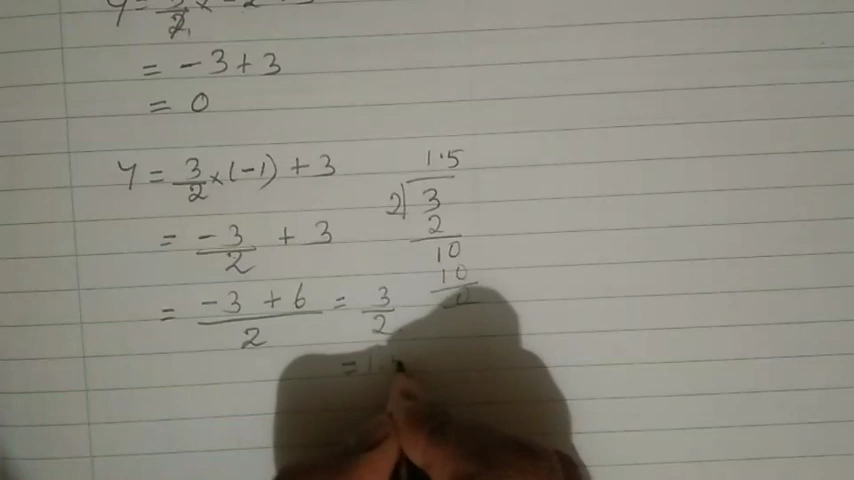 = -3 + 3
= 0
y = 3/2 × (-1) + 3
= -3/2 + 3
= (-3 + 6)/2 = 3/2
= 1.
1.5
2 3
2
10
10
0